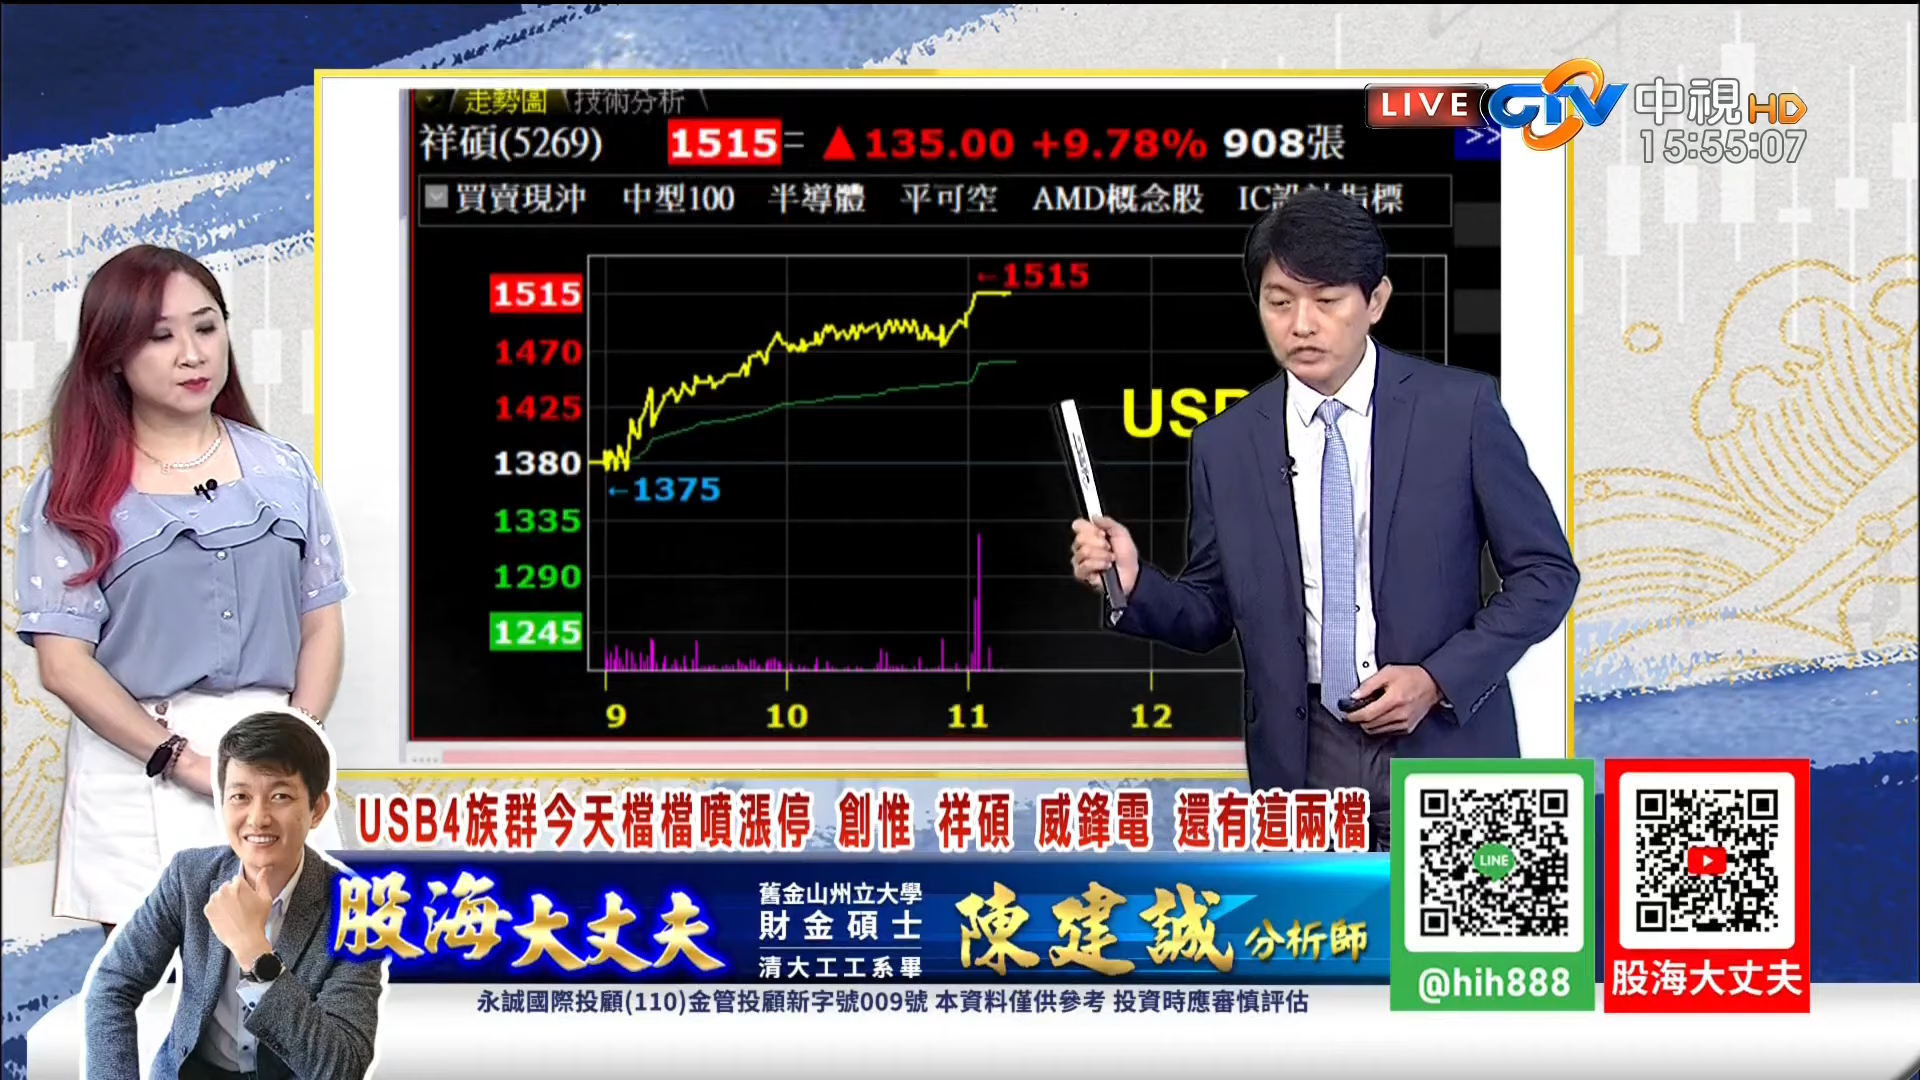 走勢圖 技術分析
LIVE CTV 中視HD
15:55:07
祥碩(5269) 1515= ▲135.00 +9.78% 908張 >>
買賣現沖 中型100 半導體 平可空 AMD概念股 IC設計指標
←1515
1515
1470
1425
1380
1335
1290
1245
←1375
USB
9 10 11 12
USB4族群今天檔檔噴漲停 創惟 祥碩 威鋒電 還有這兩檔
股海大丈夫
舊金山州立大學
財金碩士
清大工工系畢
陳建誠 分析師
永誠國際投顧(110)金管投顧新字號009號 本資料僅供參考 投資時應審慎評估
LINE
@hih888
股海大丈夫